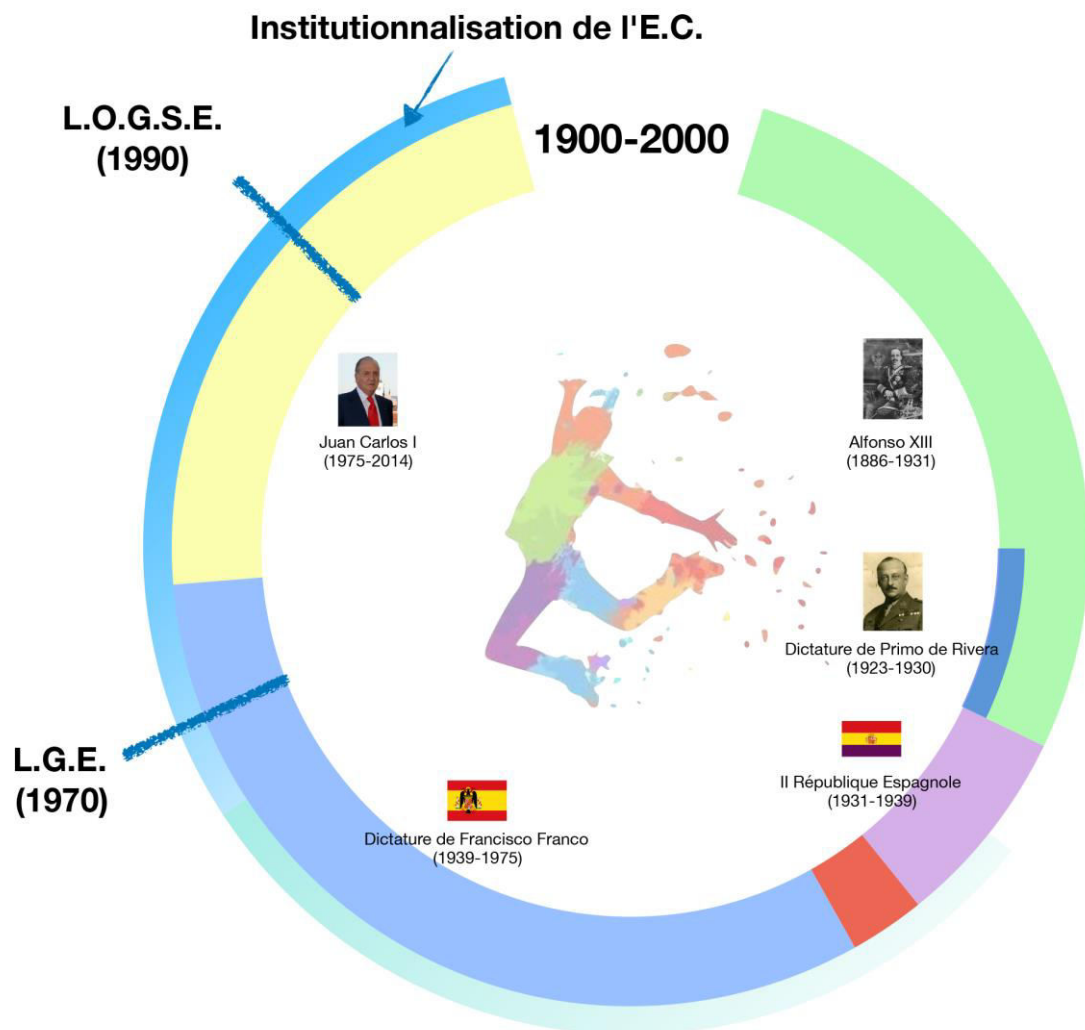 Institutionnalisation de l'E.C.
L.O.G.S.E.
(1990)
1900-2000
Juan Carlos I
(1975-2014)
Alfonso XIII
(1886-1931)
Dictature de Primo de Rivera
(1923-1930)
L.G.E.
(1970)
II République Espagnole
(1931-1939)
Dictature de Francisco Franco
(1939-1975)